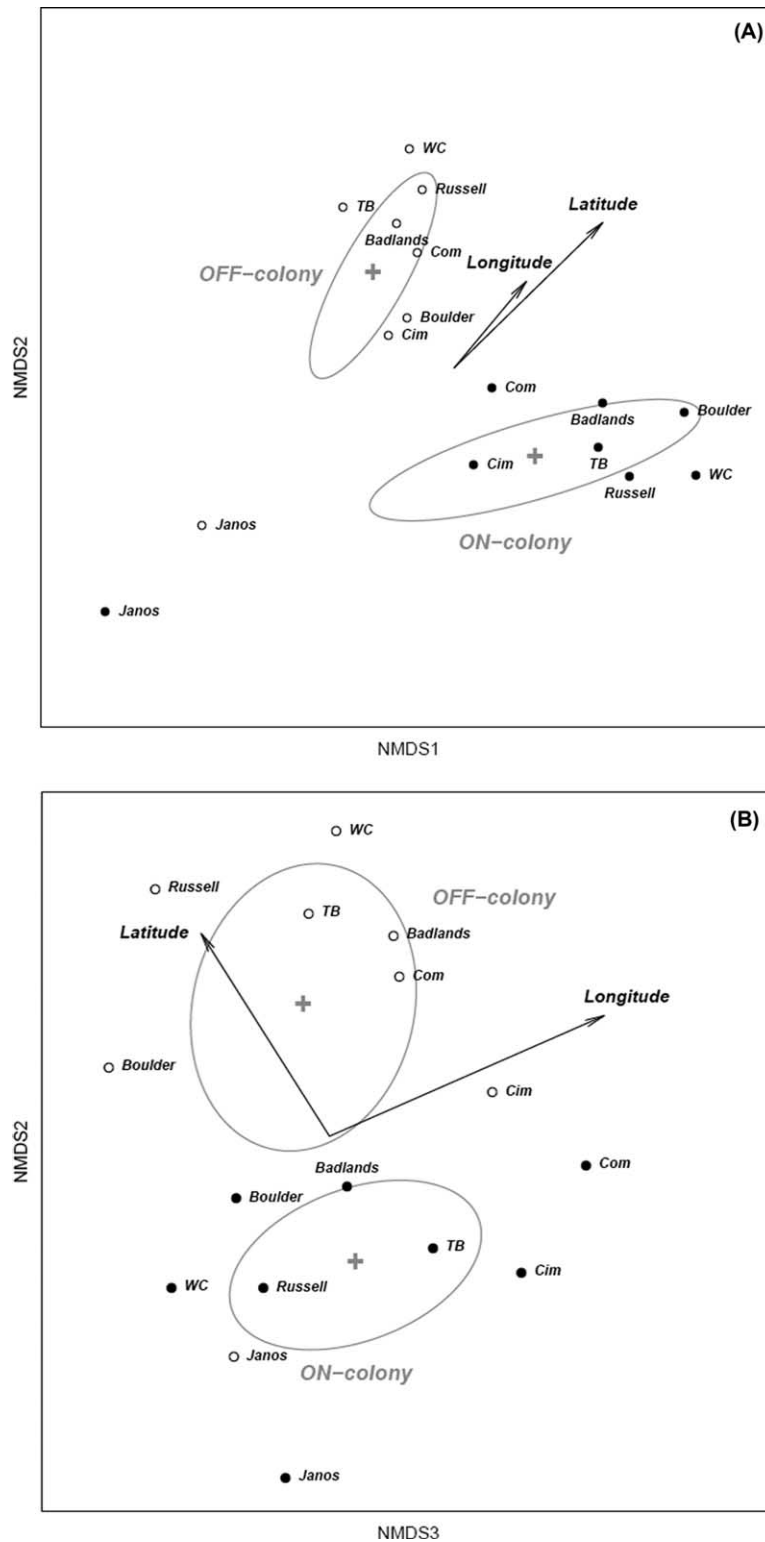 (A)
WC
Russell
TB
Latitude
Badlands
Com
Longitude
OFF−colony
Boulder
Cim
NMDS2
Com
Badlands
Boulder
Cim
TB
WC
Russell
Janos
ON−colony
Janos
NMDS1
(B)
WC
Russell
OFF−colony
TB
Latitude
Badlands
Com
Longitude
Boulder
Cim
NMDS2
Badlands
Com
Boulder
TB
Cim
WC
Russell
Janos
ON−colony
Janos
NMDS3